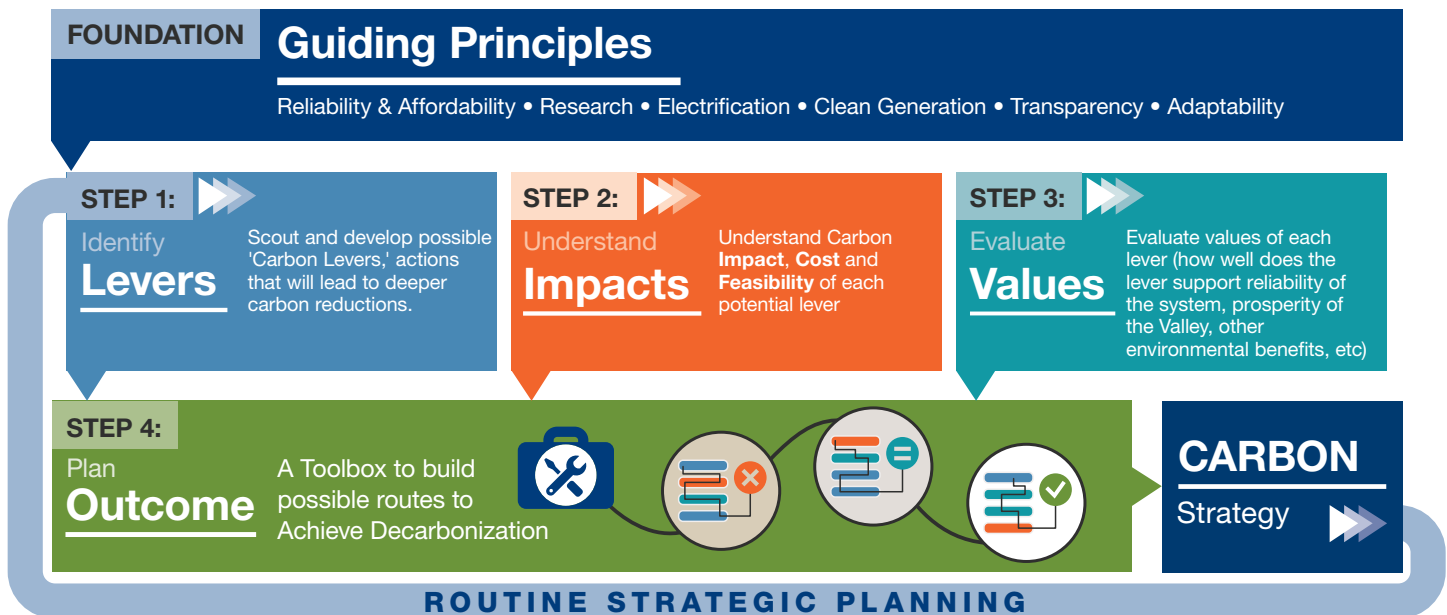 FOUNDATION
Guiding Principles
Reliability & Affordability • Research • Electrification • Clean Generation • Transparency • Adaptability
STEP 1:
Identify
Levers
Scout and develop possible
'Carbon Levers,' actions
that will lead to deeper
carbon reductions.
STEP 2:
Understand
Impacts
Understand Carbon
Impact, Cost and
Feasibility of each
potential lever
STEP 3:
Evaluate
Values
Evaluate values of each
lever (how well does the
lever support reliability of
the system, prosperity of
the Valley, other
environmental benefits, etc)
STEP 4:
Plan
Outcome
A Toolbox to build
possible routes to
Achieve Decarbonization
CARBON
Strategy
ROUTINE STRATEGIC PLANNING